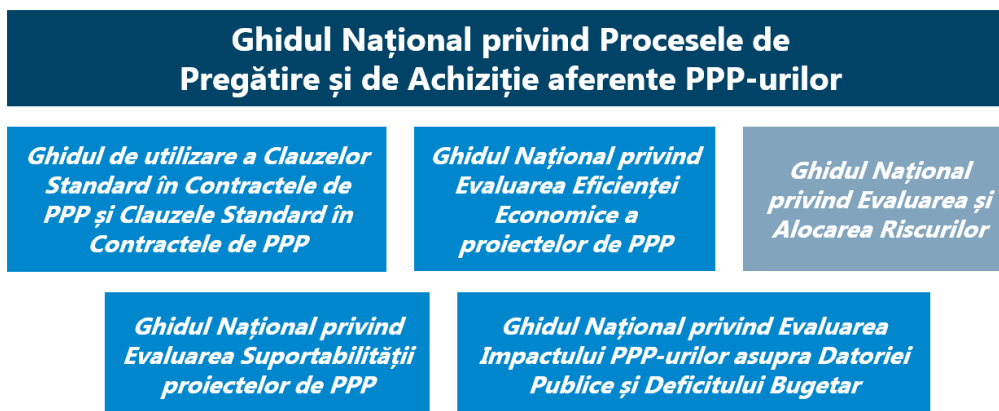 Ghidul Național privind Procesele de
Pregătire și de Achiziție aferente PPP-urilor
Ghidul de utilizare a Clauzelor
Standard în Contractele de
PPP și Clauzele Standard în
Contractele de PPP
Ghidul Național privind
Evaluarea Eficienței
Economice a
proiectelor de PPP
Ghidul Național
privind Evaluarea și
Alocarea Riscurilor
Ghidul Național privind
Evaluarea Suportabilității
proiectelor de PPP
Ghidul Național privind Evaluarea
Impactului PPP-urilor asupra Datoriei
Publice și Deficitului Bugetar